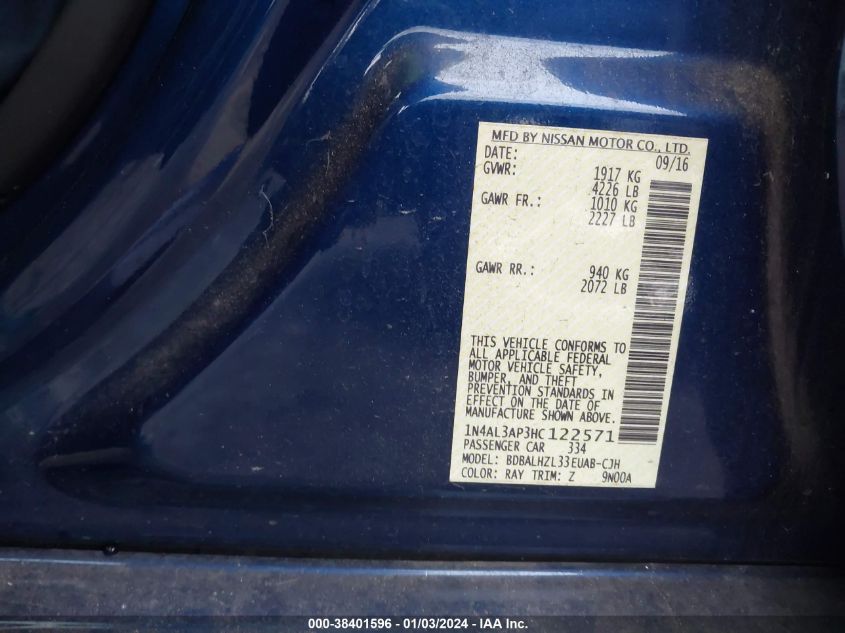 MFD BY NISSAN MOTOR CO., LTD.
DATE: 09/16
GVWR: 1917 KG
4226 LB
GAWR FR.: 1010 KG
2227 LB
GAWR RR.: 940 KG
2072 LB
THIS VEHICLE CONFORMS TO
ALL APPLICABLE FEDERAL
MOTOR VEHICLE SAFETY,
BUMPER, AND THEFT
PREVENTION STANDARDS IN
EFFECT ON THE DATE OF
MANUFACTURE SHOWN ABOVE.
1N4AL3AP3HC122571
PASSENGER CAR 334
MODEL: BDBALHZL33EUAB-CJH
COLOR: RAY TRIM: Z 9N00A
000-38401596 - 01/03/2024 - IAA Inc.